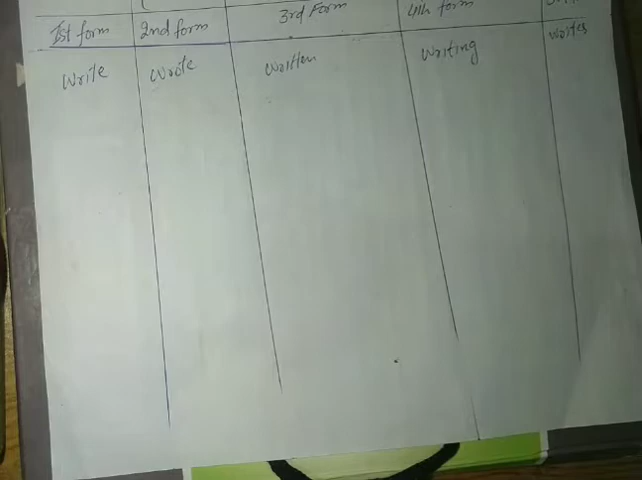 1st form 2nd form 3rd Form 4th form
Write Wrote Written Writing writes